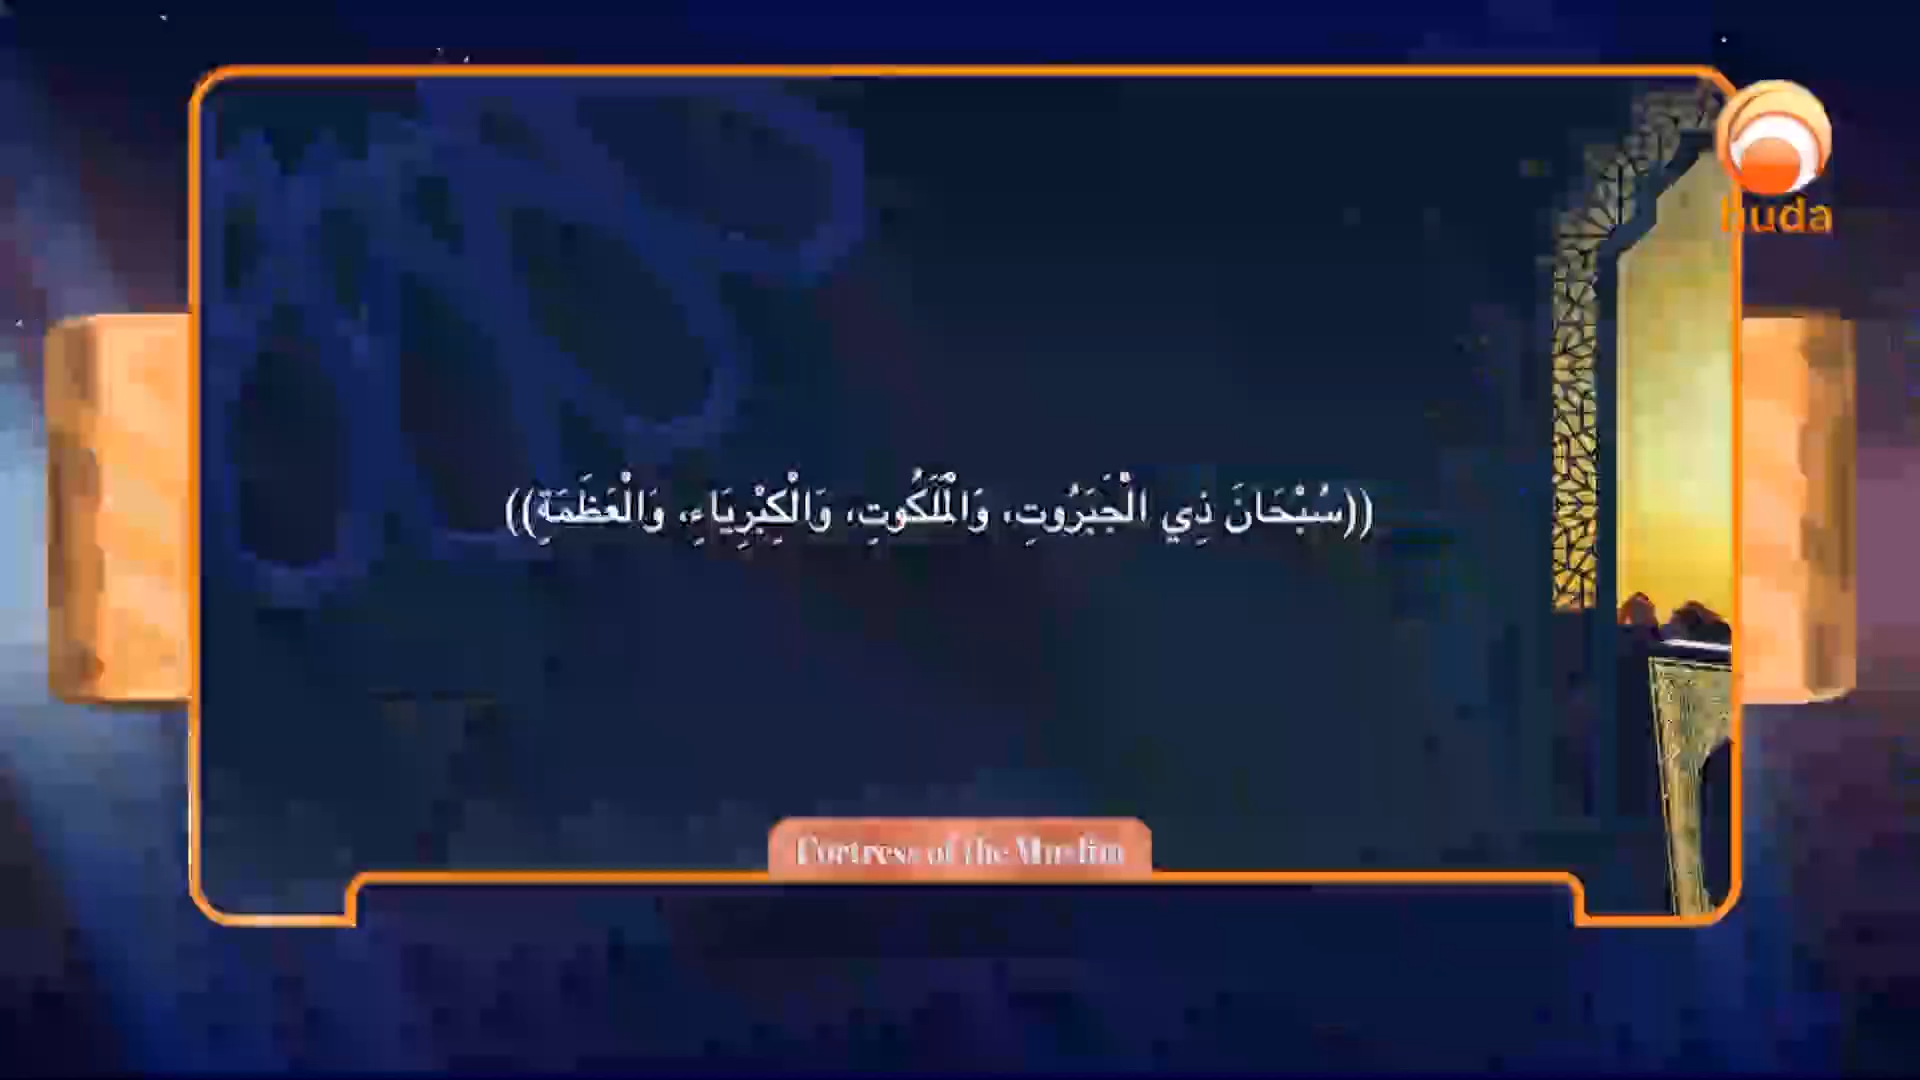 huda
((سُبْحَانَ ذِي الْجَبَرُوتِ، وَالْمَلَكُوتِ، وَالْكِبْرِيَاءِ، وَالْعَظَمَةِ))
Fortress of the Muslim